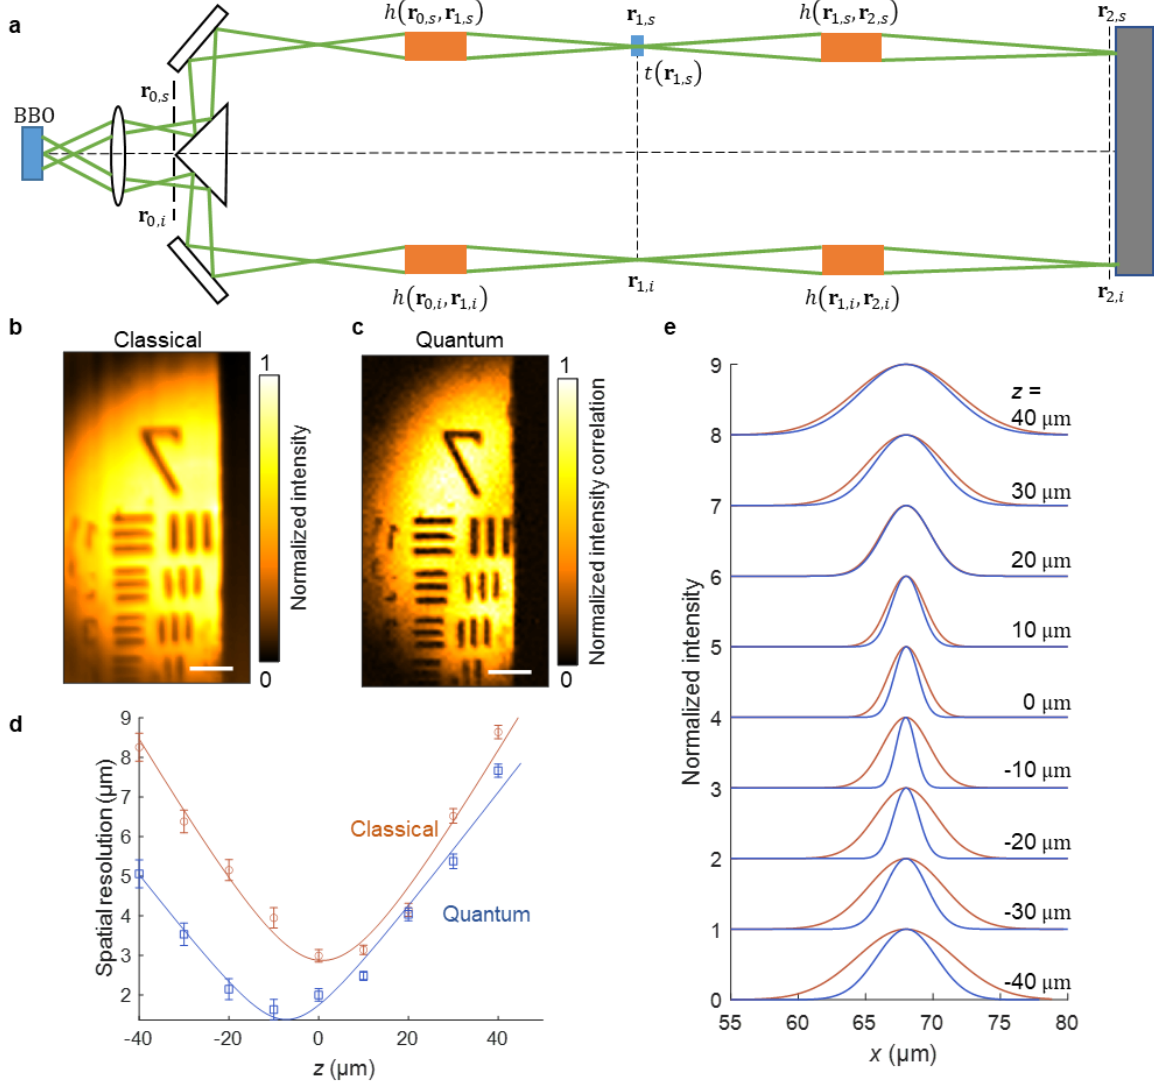 a
h(r0,s, r1,s)
r1,s
h(r1,s, r2,s)
r2,s
t(r1,s)
r0,s
BBO
r0,i
h(r0,i, r1,i)
r1,i
h(r1,i, r2,i)
r2,i
b
Classical
1
Normalized intensity
0
c
Quantum
1
Normalized intensity correlation
0
d
9
8
7
6
5
4
3
2
Spatial resolution (μm)
Classical
Quantum
-40
-20
0
20
40
z (μm)
e
9
8
7
6
5
4
3
2
1
0
Normalized intensity
z =
40 μm
30 μm
20 μm
10 μm
0 μm
-10 μm
-20 μm
-30 μm
-40 μm
55
60
65
70
75
80
x (μm)